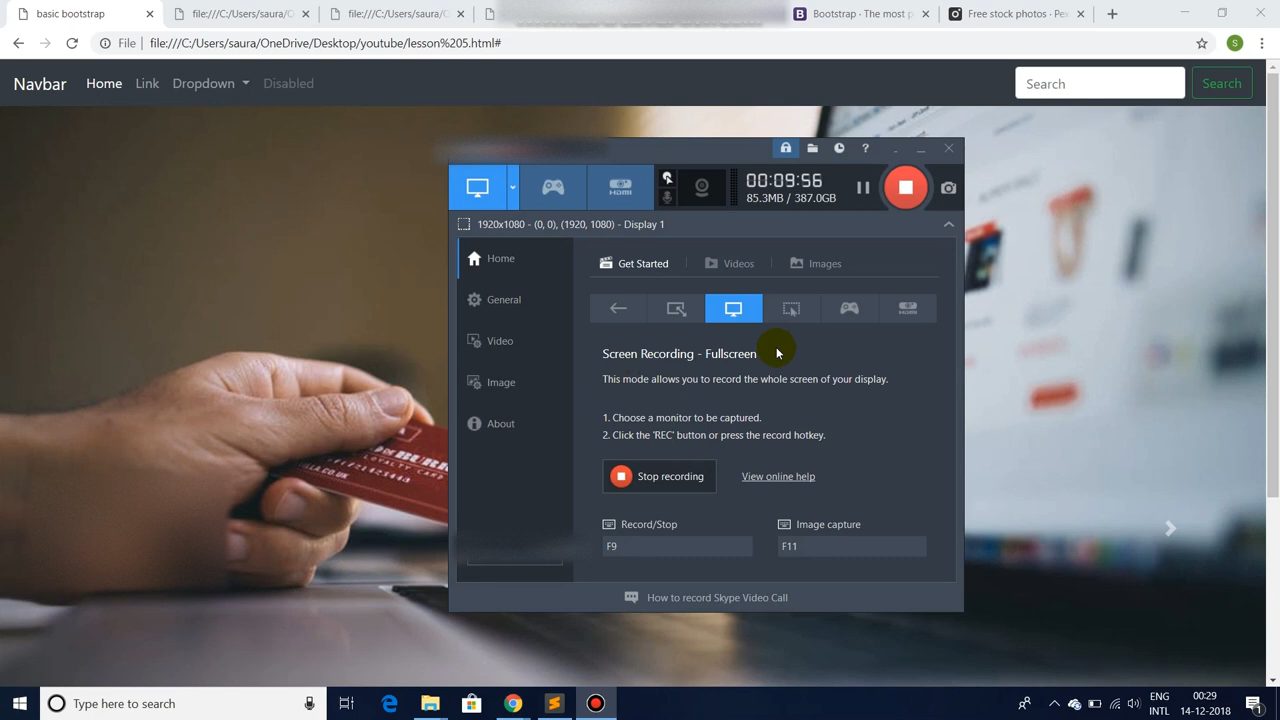 basic bootstrap
file:///C:/Users/saura/O
file:///C:/Users/saura/C
Bootstrap - The most p
Free stock photos - Pex
File
file:///C:/Users/saura/OneDrive/Desktop/youtube/lesson%205.html#
S
Navbar
Home
Link
Dropdown
Disabled
Search
Search
HDMI
00:09:56
85.3MB / 387.0GB
1920x1080 - (0, 0), (1920, 1080) - Display 1
Home
General
Video
Image
About
Get Started
Videos
Images
Screen Recording - Fullscreen
This mode allows you to record the whole screen of your display.
1. Choose a monitor to be captured.
2. Click the 'REC' button or press the record hotkey.
Stop recording
View online help
Record/Stop
Image capture
F9
F11
How to record Skype Video Call
Type here to search
ENG
INTL
00:29
14-12-2018